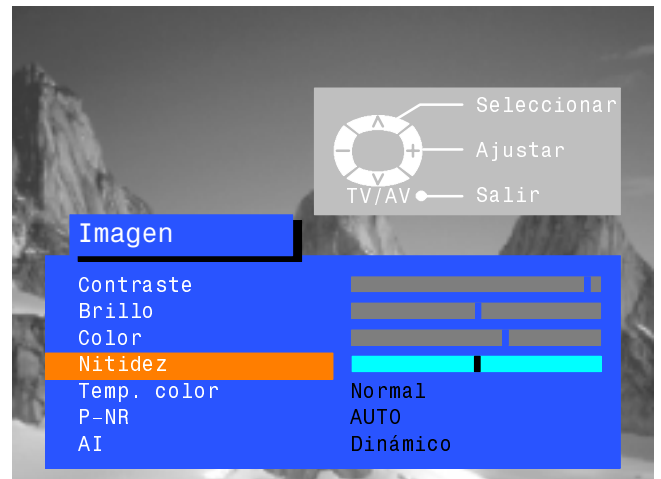 Seleccionar
Ajustar
TV/AV Salir
Imagen
Contraste
Brillo
Color
Nitidez
Temp. color Normal
P-NR AUTO
AI Dinámico